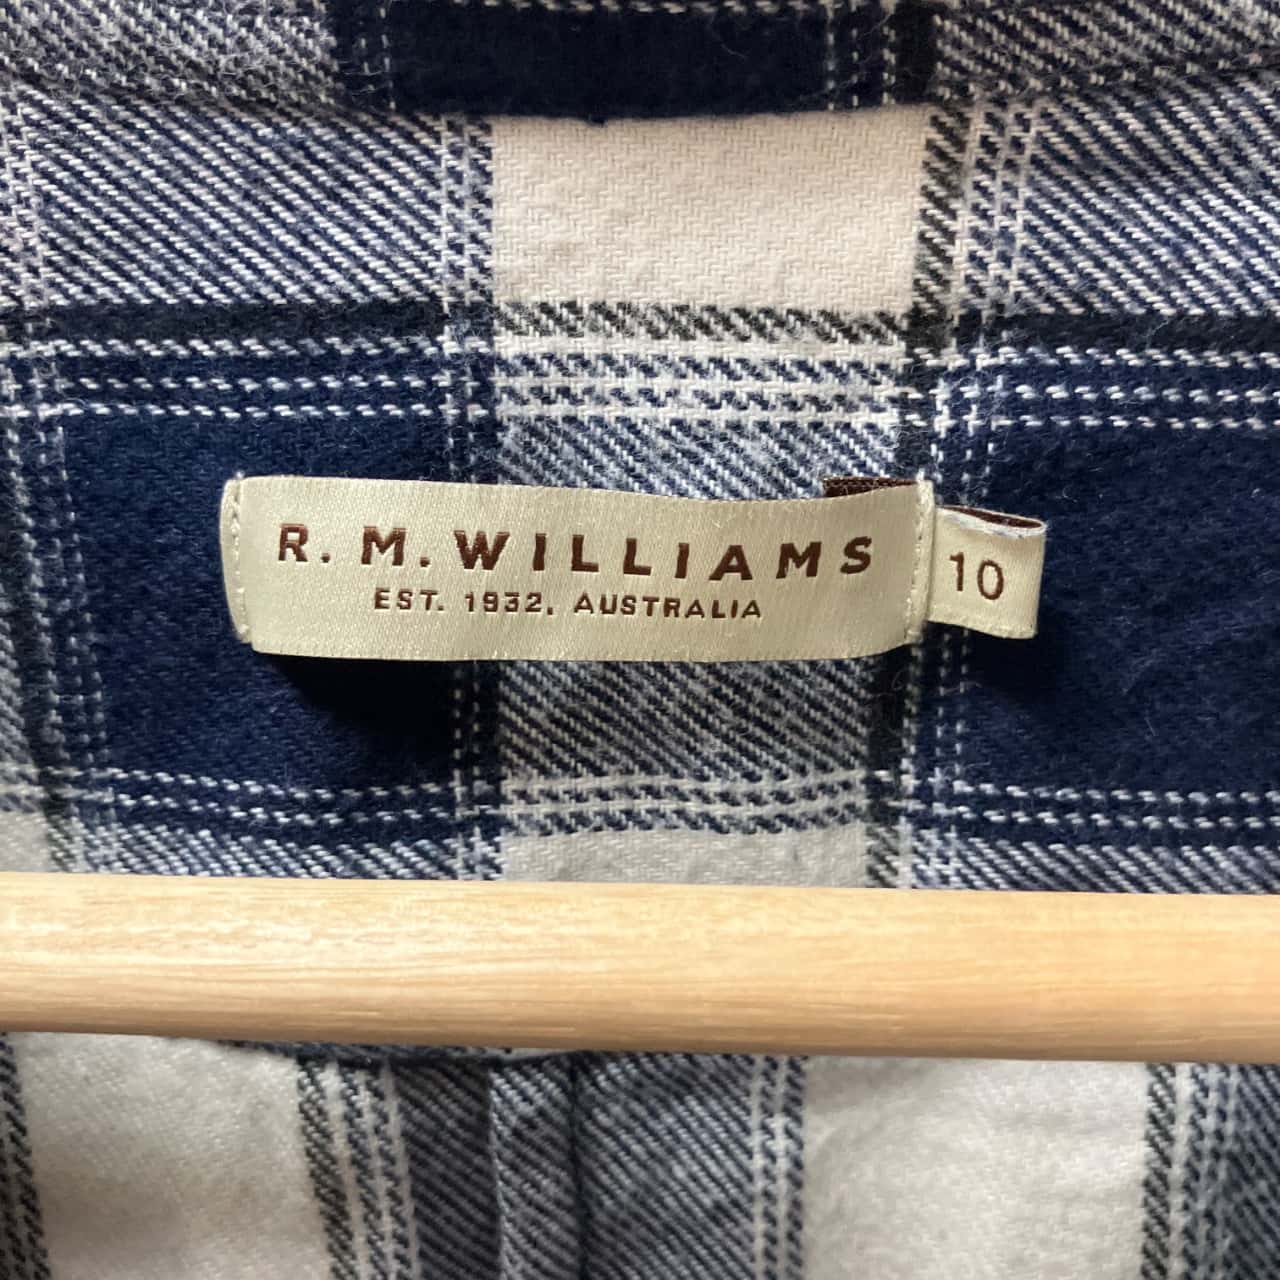 R. M. WILLIAMS
EST. 1932. AUSTRALIA
10